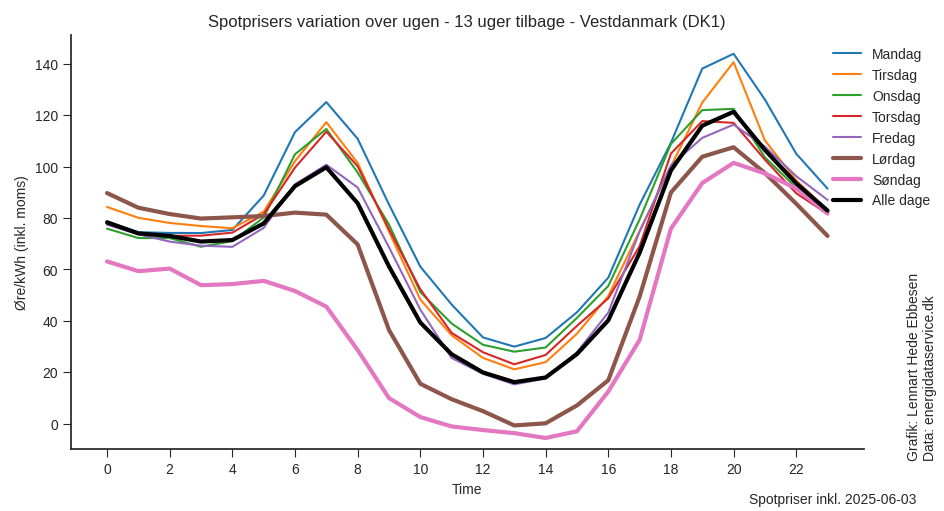 Spotprisers variation over ugen - 13 uger tilbage - Vestdanmark (DK1)
Øre/kWh (inkl. moms)
140
120
100
80
60
40
20
0
0 2 4 6 8 10 12 14 16 18 20 22
Time
Mandag
Tirsdag
Onsdag
Torsdag
Fredag
Lørdag
Søndag
Alle dage
Grafik: Lennart Hede Ebbesen
Data: energidataservice.dk
Spotpriser inkl. 2025-06-03